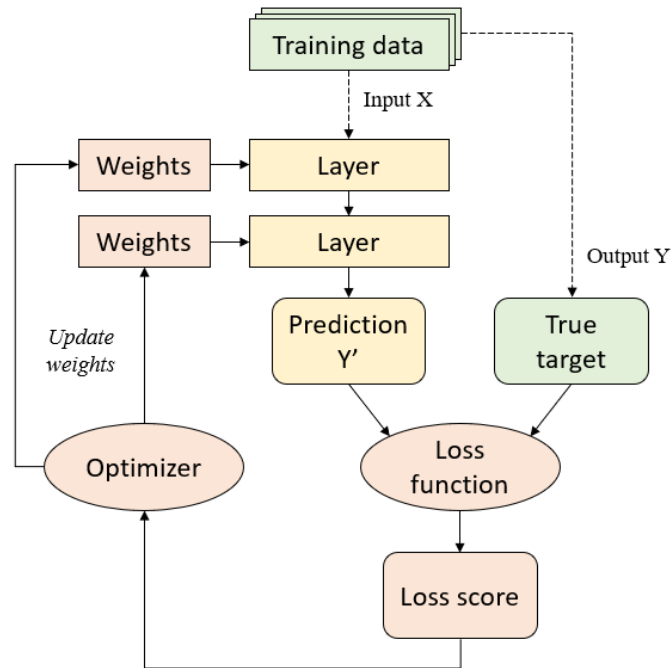 Training data
Input X
Weights
Layer
Weights
Layer
Output Y
Update
weights
Prediction
Y’
True
target
Optimizer
Loss
function
Loss score